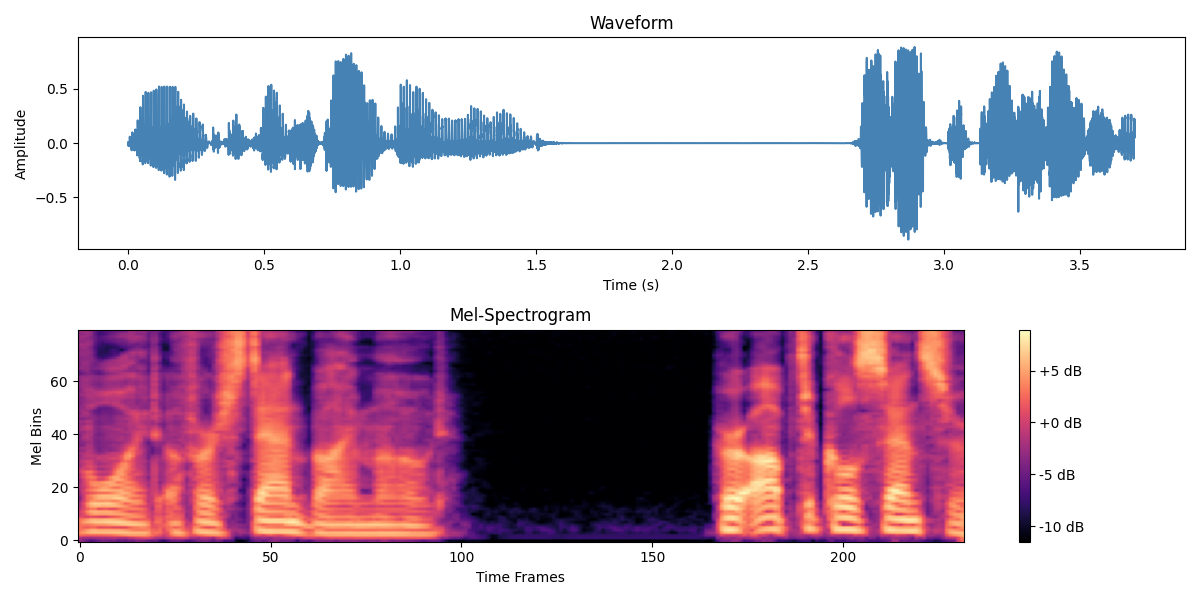 Waveform
Amplitude
0.5
0.0
−0.5
0.0 0.5 1.0 1.5 2.0 2.5 3.0 3.5
Time (s)
Mel-Spectrogram
Mel Bins
60
40
20
0
0 50 100 150 200
Time Frames
+5 dB
+0 dB
-5 dB
-10 dB